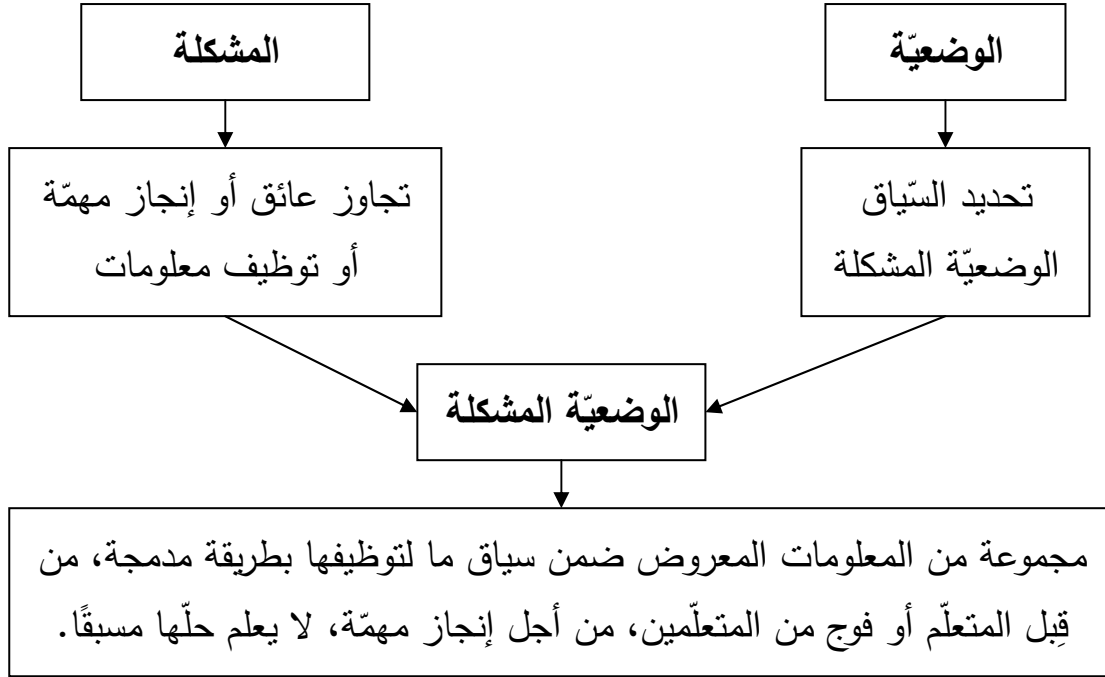 الوضعيّة
المشكلة
تحديد السّياق
الوضعيّة المشكلة
تجاوز عائق أو إنجاز مهمّة
أو توظيف معلومات
الوضعيّة المشكلة
مجموعة من المعلومات المعروض ضمن سياق ما لتوظيفها بطريقة مدمجة، من
قِبل المتعلّم أو فوج من المتعلّمين، من أجل إنجاز مهمّة، لا يعلم حلّها مسبقًا.